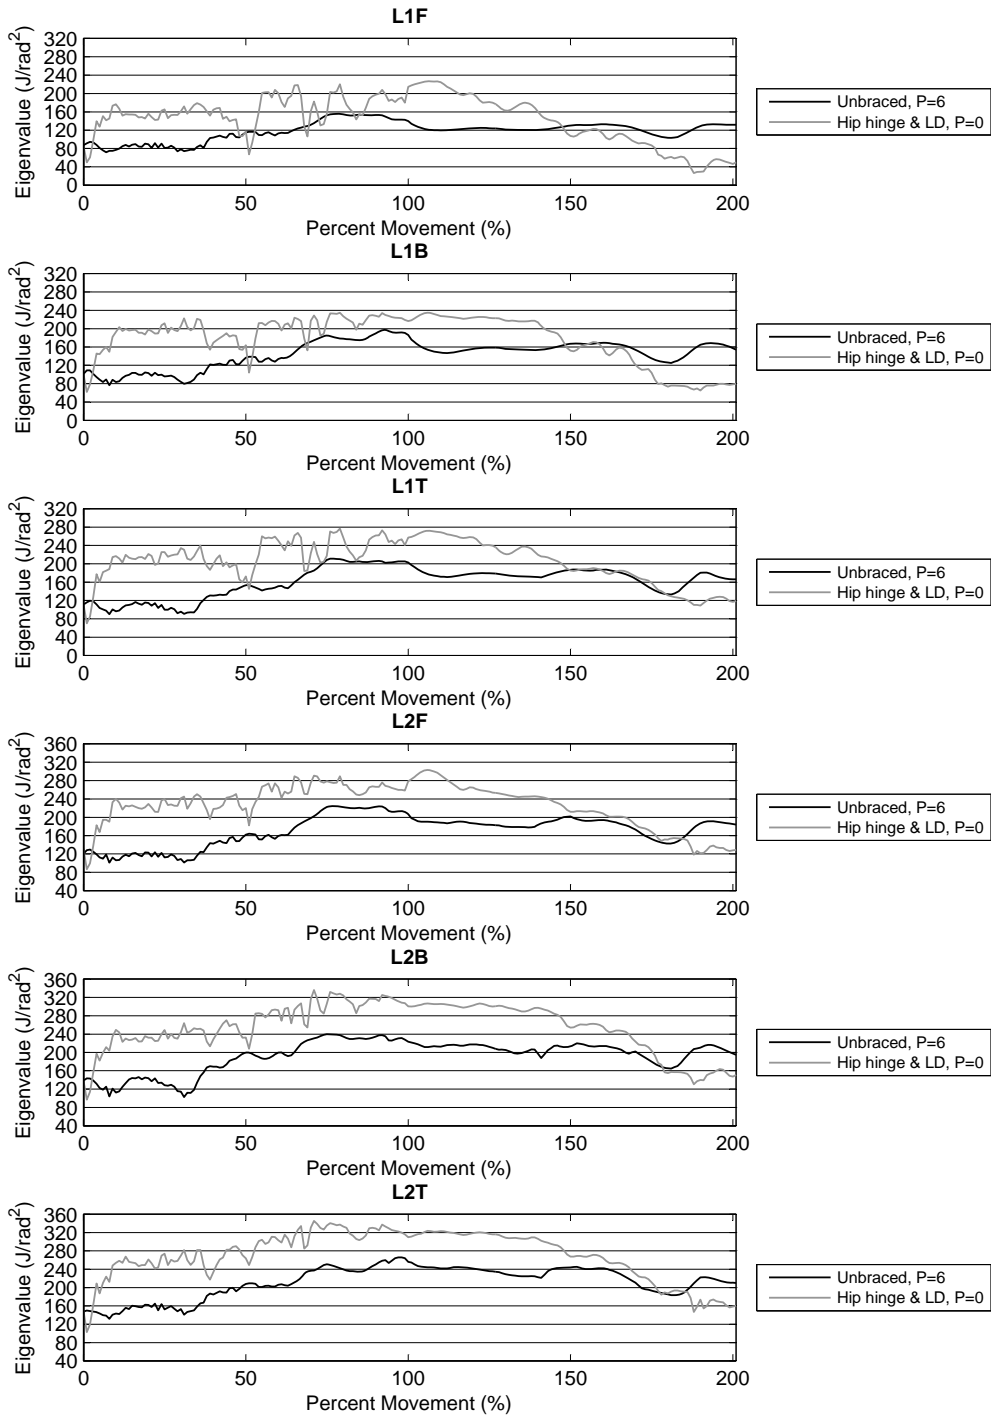 L1F
Eigenvalue (J/rad²)
320
280
240
200
160
120
80
40
0
0 50 100 150 200
Percent Movement (%)
Unbraced, P=6
Hip hinge & LD, P=0
L1B
Eigenvalue (J/rad²)
320
280
240
200
160
120
80
40
0
0 50 100 150 200
Percent Movement (%)
Unbraced, P=6
Hip hinge & LD, P=0
L1T
Eigenvalue (J/rad²)
320
280
240
200
160
120
80
40
0
0 50 100 150 200
Percent Movement (%)
Unbraced, P=6
Hip hinge & LD, P=0
L2F
Eigenvalue (J/rad²)
360
320
280
240
200
160
120
80
40
0 50 100 150 200
Percent Movement (%)
Unbraced, P=6
Hip hinge & LD, P=0
L2B
Eigenvalue (J/rad²)
360
320
280
240
200
160
120
80
40
0 50 100 150 200
Percent Movement (%)
Unbraced, P=6
Hip hinge & LD, P=0
L2T
Eigenvalue (J/rad²)
360
320
280
240
200
160
120
80
40
0 50 100 150 200
Percent Movement (%)
Unbraced, P=6
Hip hinge & LD, P=0